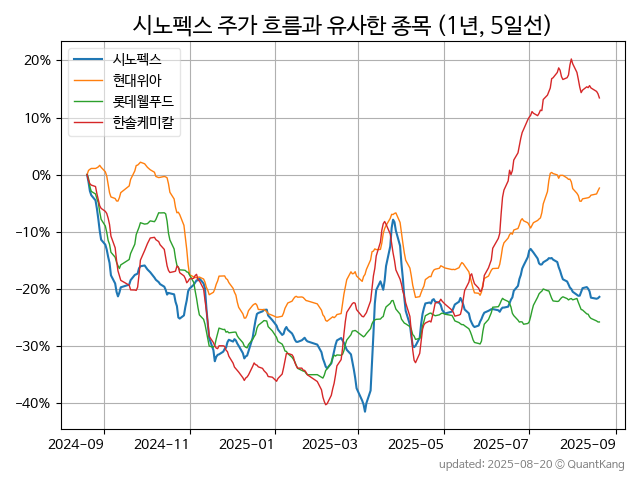 시노펙스 주가 흐름과 유사한 종목 (1년, 5일선)
시노펙스
현대위아
롯데웰푸드
한솔케미칼
20%
10%
0%
−10%
−20%
−30%
−40%
2024-09 2024-11 2025-01 2025-03 2025-05 2025-07 2025-09
updated: 2025-08-20 © QuantKang